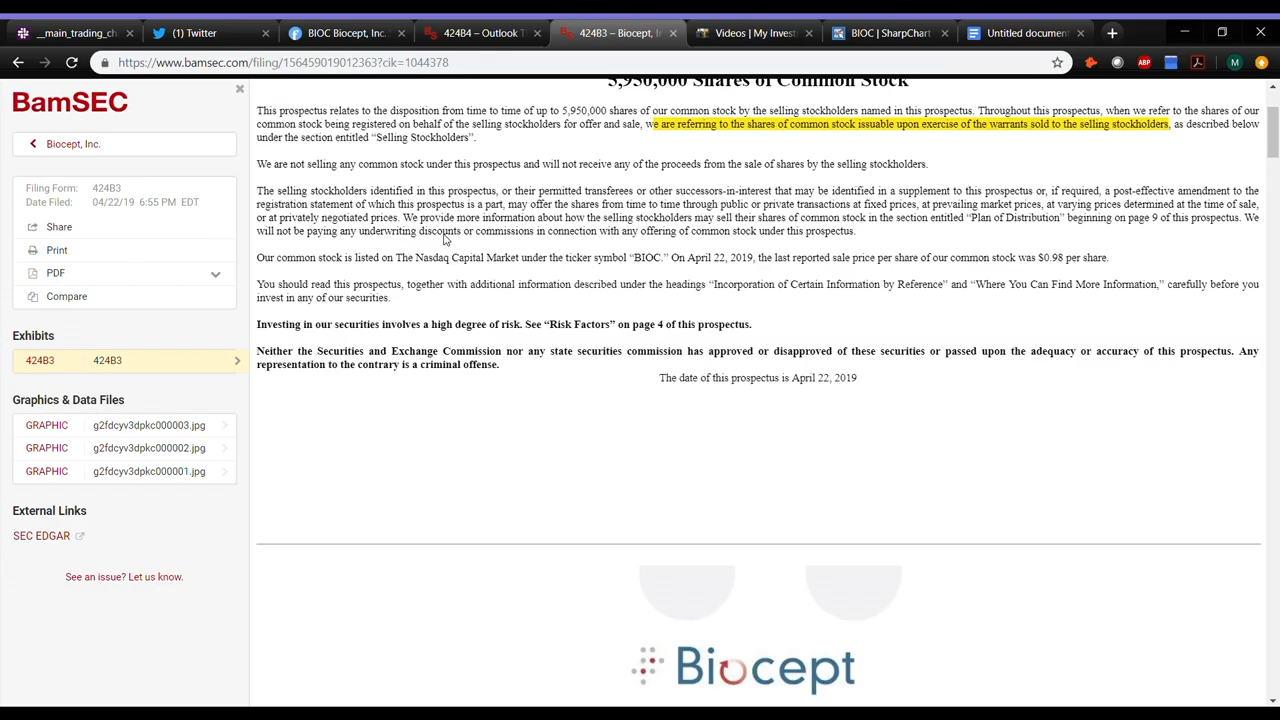 __main_trading_ch
(1) Twitter
BIOC Biocept, Inc.
424B4 – Outlook T
424B3 – Biocept, I
Videos | My Invest
BIOC | SharpChart
Untitled document
https://www.bamsec.com/filing/156459019012363?cik=1044378
ABP
M
BamSEC
Biocept, Inc.
Filing Form: 424B3
Date Filed: 04/22/19 6:55 PM EDT
Share
Print
PDF
Compare
Exhibits
424B3 424B3
Graphics & Data Files
GRAPHIC g2fdcyv3dpkc000003.jpg
GRAPHIC g2fdcyv3dpkc000002.jpg
GRAPHIC g2fdcyv3dpkc000001.jpg
External Links
SEC EDGAR
See an issue? Let us know.
5,950,000 Shares of Common Stock
This prospectus relates to the disposition from time to time of up to 5,950,000 shares of our common stock by the selling stockholders named in this prospectus. Throughout this prospectus, when we refer to the shares of our
common stock being registered on behalf of the selling stockholders for offer and sale, we are referring to the shares of common stock issuable upon exercise of the warrants sold to the selling stockholders, as described below
under the section entitled “Selling Stockholders”.
We are not selling any common stock under this prospectus and will not receive any of the proceeds from the sale of shares by the selling stockholders.
The selling stockholders identified in this prospectus, or their permitted transferees or other successors-in-interest that may be identified in a supplement to this prospectus or, if required, a post-effective amendment to the
registration statement of which this prospectus is a part, may offer the shares from time to time through public or private transactions at fixed prices, at prevailing market prices, at varying prices determined at the time of sale,
or at privately negotiated prices. We provide more information about how the selling stockholders may sell their shares of common stock in the section entitled “Plan of Distribution” beginning on page 9 of this prospectus. We
will not be paying any underwriting discounts or commissions in connection with any offering of common stock under this prospectus.
Our common stock is listed on The Nasdaq Capital Market under the ticker symbol “BIOC.” On April 22, 2019, the last reported sale price per share of our common stock was $0.98 per share.
You should read this prospectus, together with additional information described under the headings “Incorporation of Certain Information by Reference” and “Where You Can Find More Information,” carefully before you
invest in any of our securities.
Investing in our securities involves a high degree of risk. See “Risk Factors” on page 4 of this prospectus.
Neither the Securities and Exchange Commission nor any state securities commission has approved or disapproved of these securities or passed upon the adequacy or accuracy of this prospectus. Any
representation to the contrary is a criminal offense.
The date of this prospectus is April 22, 2019
Biocept